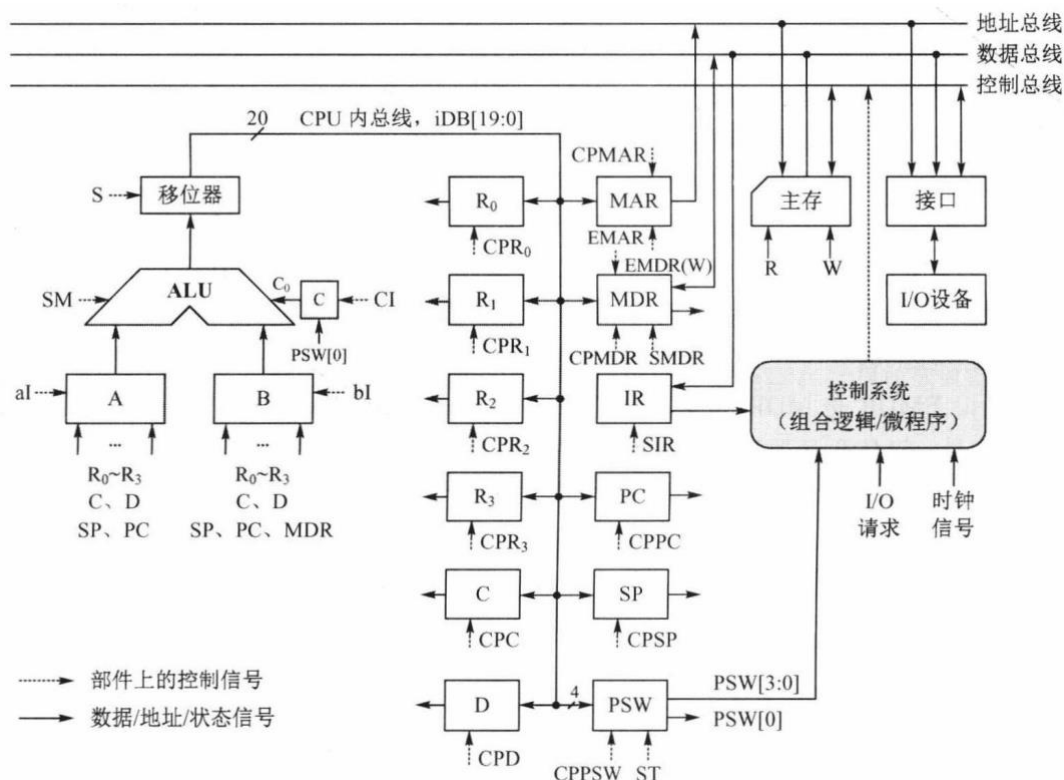 地址总线
数据总线
控制总线
20
CPU 内总线，iDB[19:0]
CPMAR
S
移位器
R₀
MAR
主存
接口
CPR₀
EMAR
R
W
EMDR(W)
SM
ALU
C₀
C
CI
R₁
MDR
I/O设备
PSW[0]
CPR₁
CPMDR
SMDR
aI
A
B
bI
R₂
IR
控制系统
（组合逻辑/微程序）
...
...
CPR₂
SIR
R₀~R₃
R₀~R₃
C、D
C、D
SP、PC
SP、PC、MDR
R₃
PC
I/O
请求
时钟
信号
CPR₃
CPPC
C
SP
CPC
CPSP
部件上的控制信号
数据/地址/状态信号
D
4
PSW
PSW[3:0]
PSW[0]
CPD
CPPSW
ST